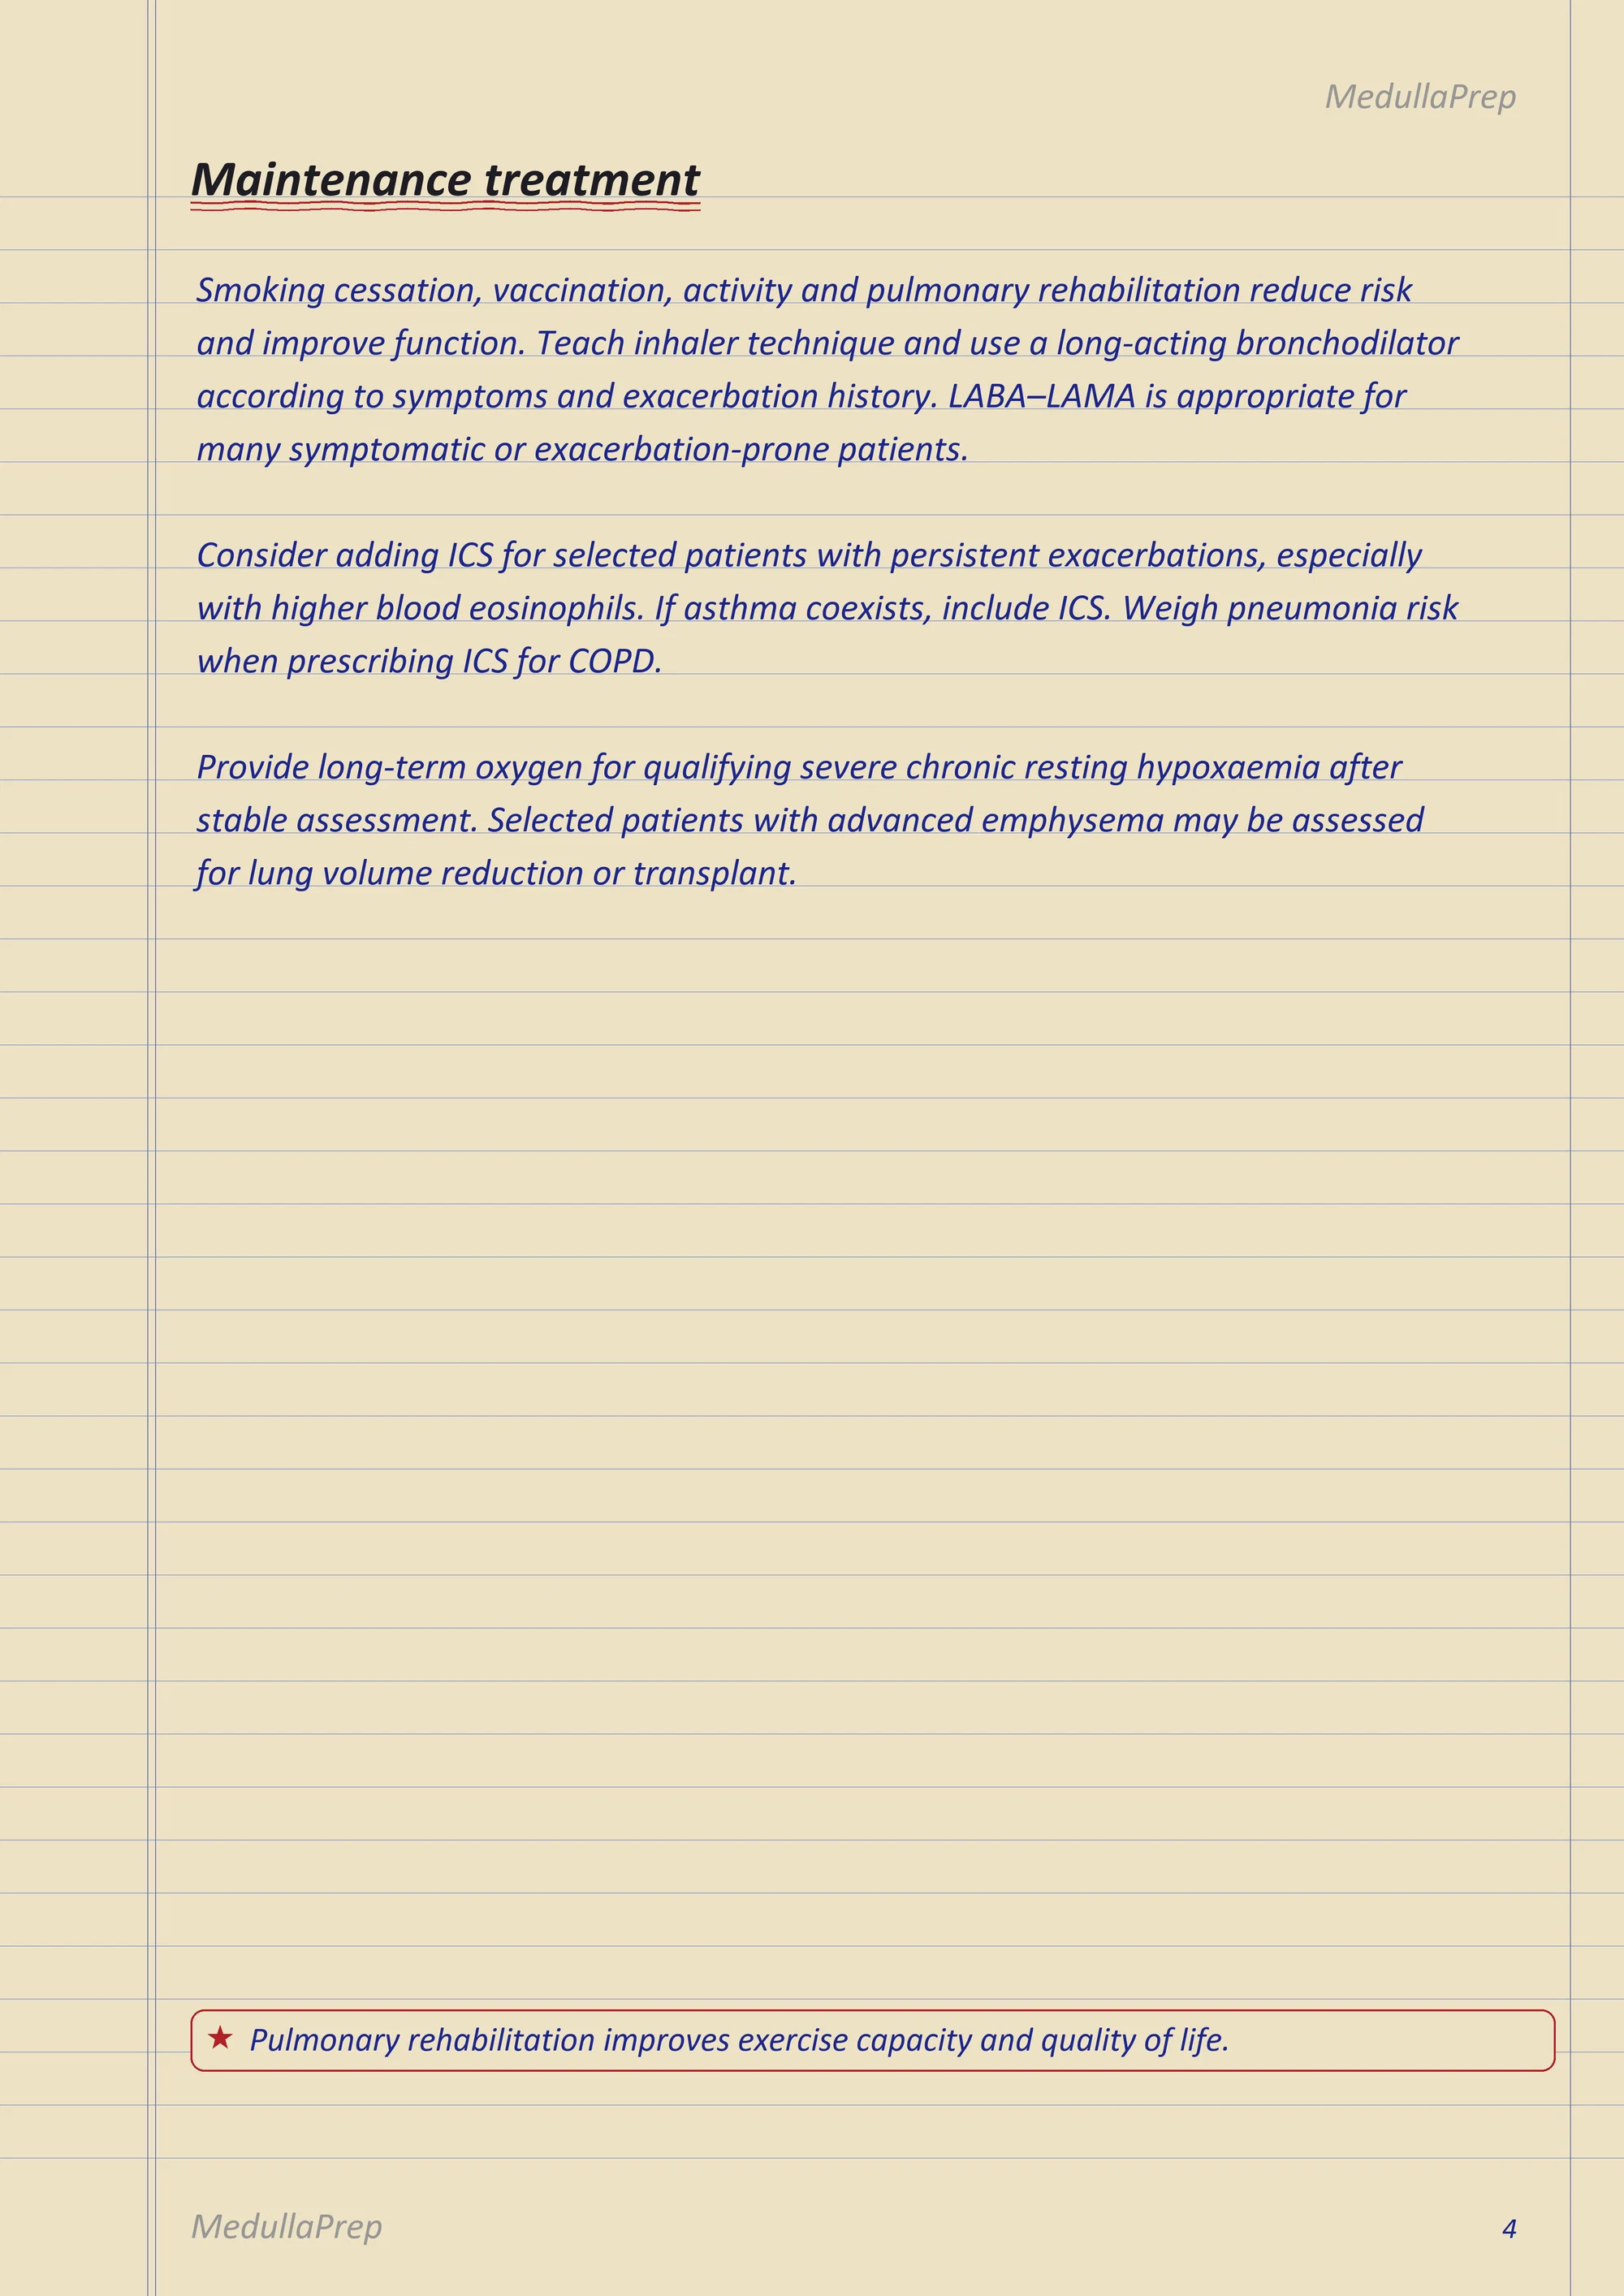 MedullaPrep
Maintenance treatment
Smoking cessation, vaccination, activity and pulmonary rehabilitation reduce risk
and improve function. Teach inhaler technique and use a long-acting bronchodilator
according to symptoms and exacerbation history. LABA–LAMA is appropriate for
many symptomatic or exacerbation-prone patients.
Consider adding ICS for selected patients with persistent exacerbations, especially
with higher blood eosinophils. If asthma coexists, include ICS. Weigh pneumonia risk
when prescribing ICS for COPD.
Provide long-term oxygen for qualifying severe chronic resting hypoxaemia after
stable assessment. Selected patients with advanced emphysema may be assessed
for lung volume reduction or transplant.
★ Pulmonary rehabilitation improves exercise capacity and quality of life.
MedullaPrep
4